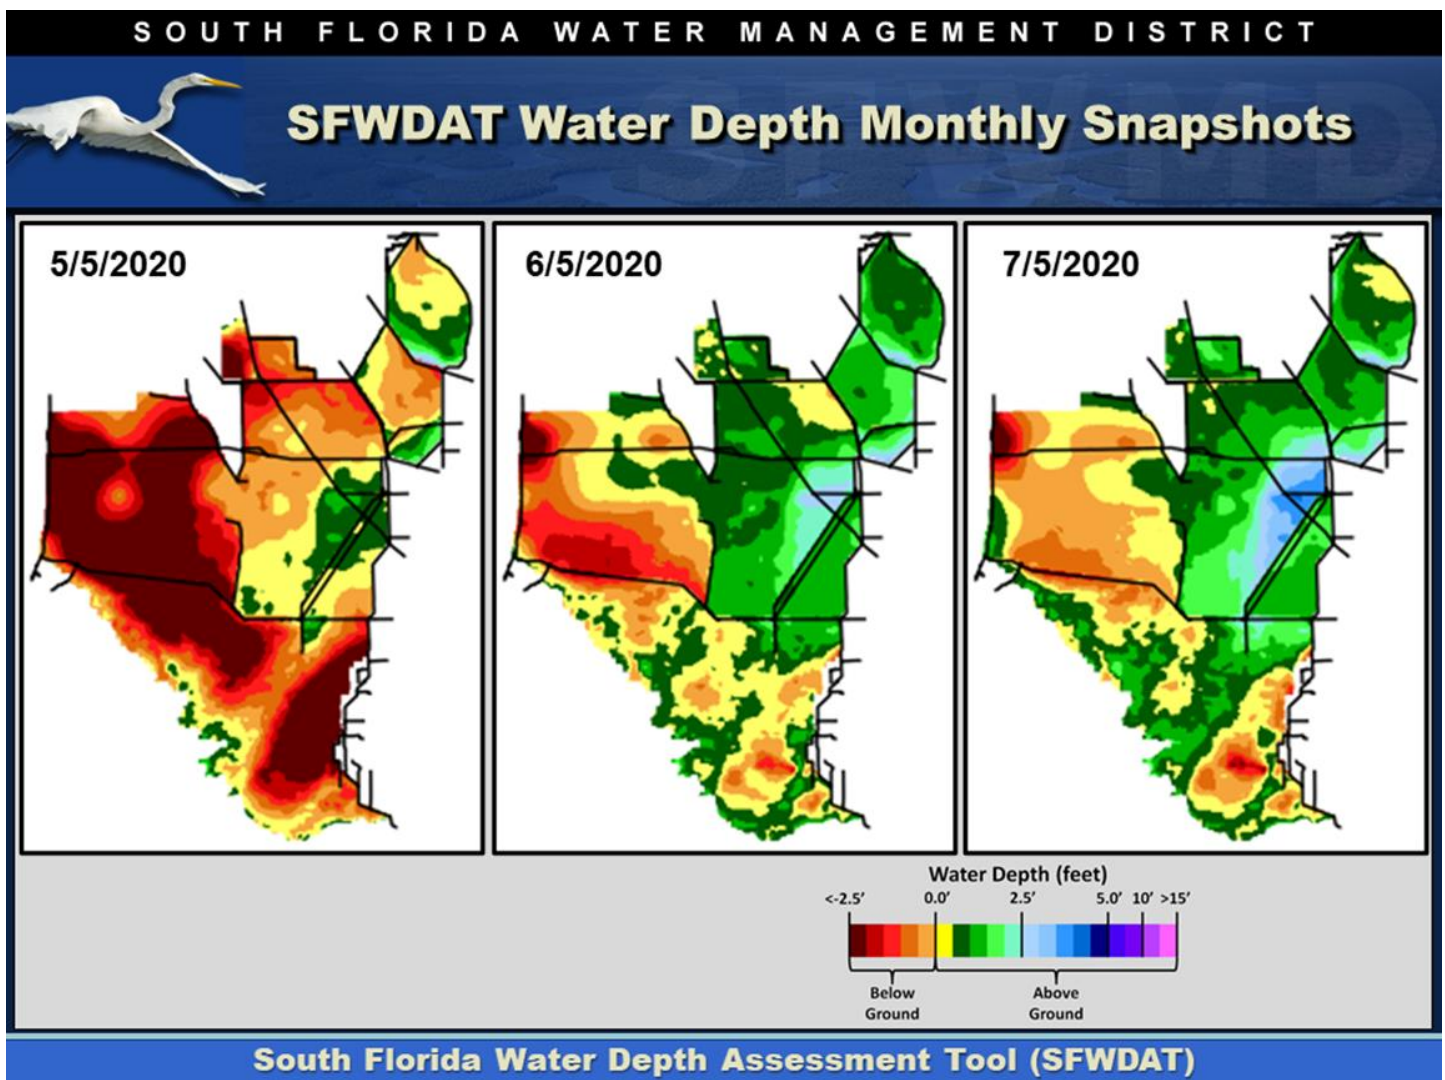 SOUTH FLORIDA WATER MANAGEMENT DISTRICT
SFWMD
SFWDAT Water Depth Monthly Snapshots
5/5/2020
6/5/2020
7/5/2020
Water Depth (feet)
<-2.5’ 0.0’ 2.5’ 5.0’ 10’ >15’
Below Ground
Above Ground
South Florida Water Depth Assessment Tool (SFWDAT)